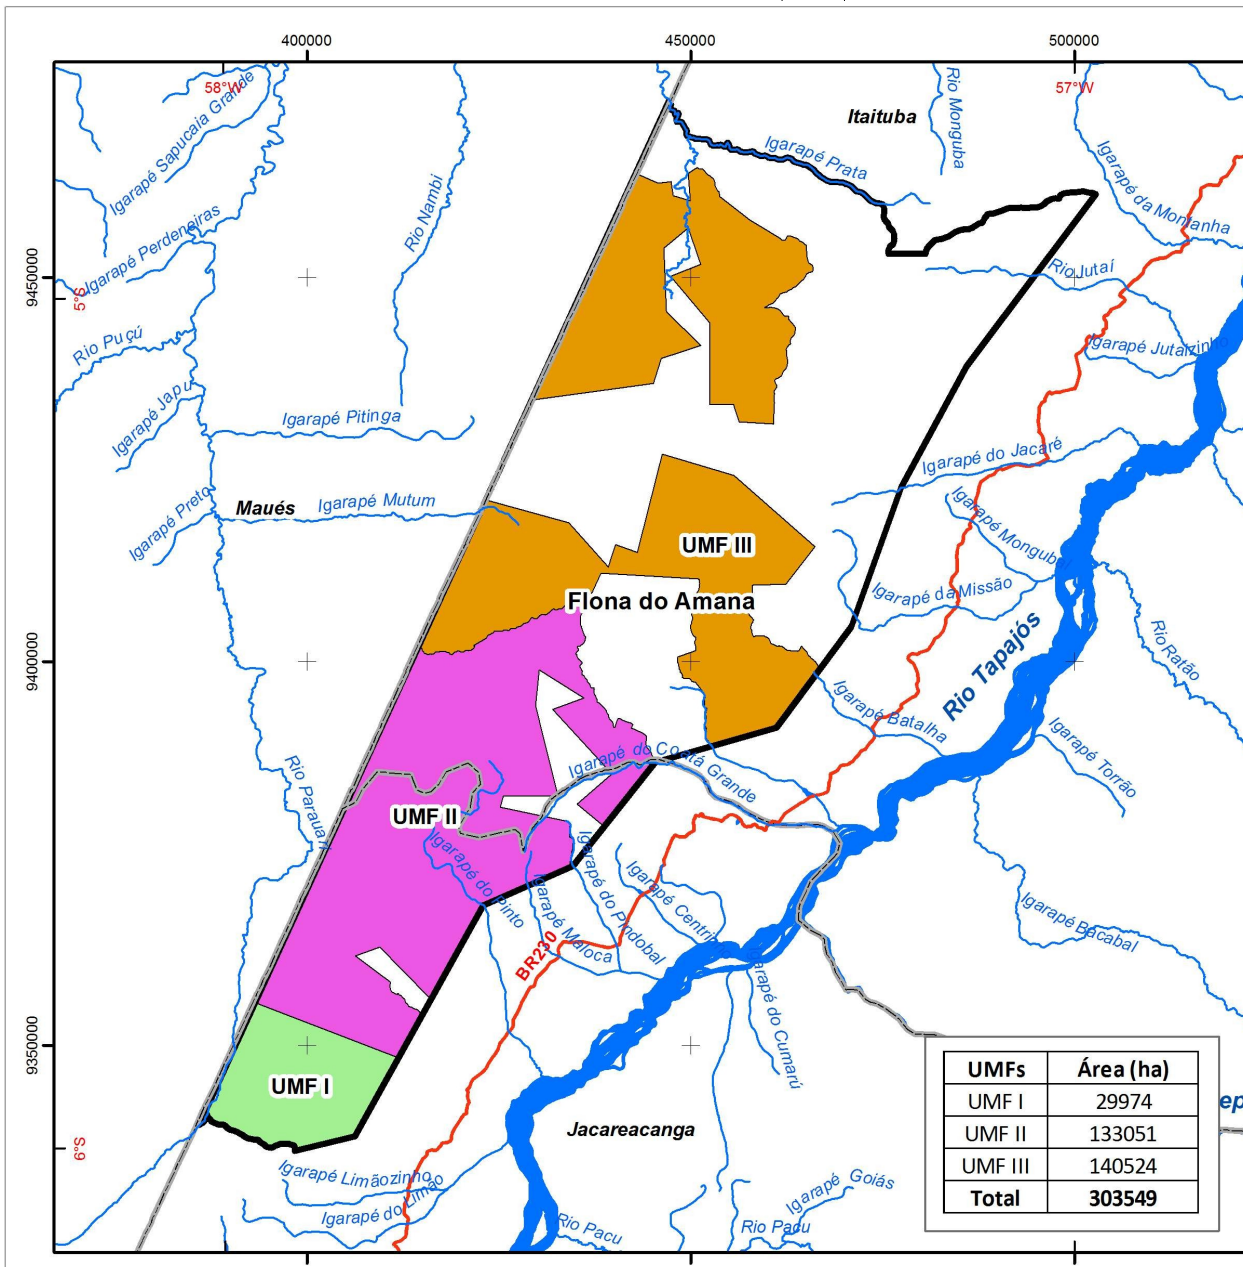 400000
450000
500000
58°W
57°W
Igarapé Sapucaia Grande
Rio Monguba
Itaituba
Igarapé Prata
Igarapé da Montanha
Rio Nambi
Igarapé Perdeneiras
9450000
5°S
Rio Jutaí
Rio Puçú
Igarapé Jutaizinho
Igarapé Japu
Igarapé Pitinga
Igarapé do Jacaré
Igarapé Preto
Maués
Igarapé Mutum
Igarapé Mongubal
UMF III
Flona do Amana
Igarapé da Missão
Rio Ratão
9400000
Rio Tapajós
Igarapé Batalha
Igarapé do Coatá Grande
Igarapé Torrão
Rio Parauari
UMF II
Igarapé do Pinto
Igarapé Maloca
Igarapé do Pindobal
Igarapé Bacabal
BR230
Igarapé do Cumarú
9350000
UMF I
UMFs Área (ha)
UMF I 29974
UMF II 133051
UMF III 140524
Total 303549
Jacareacanga
6°S
Igarapé Limãozinho
Igarapé do Limão
Igarapé Goiás
Rio Pacu
Rio Pacu